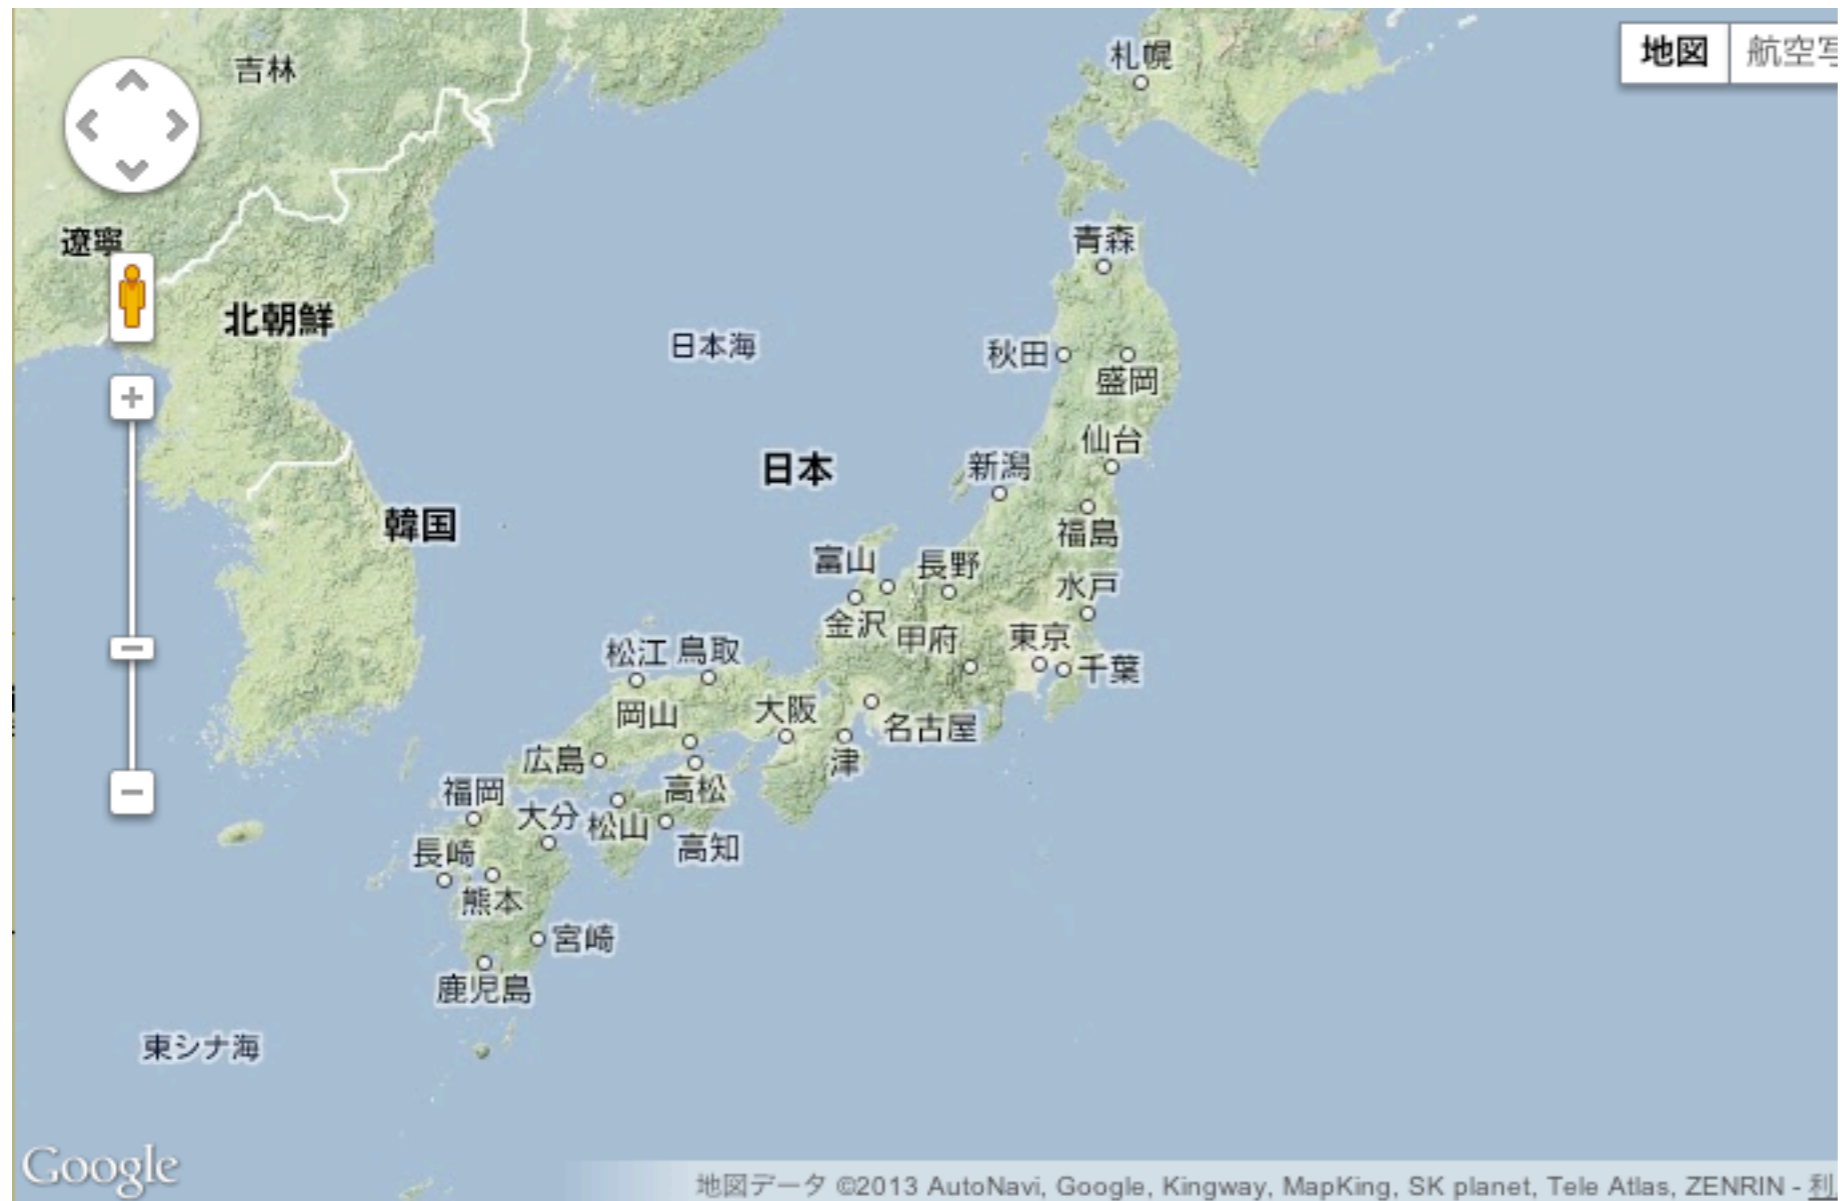 吉林
札幌
地図
航空写
遼寧
青森
北朝鮮
日本海
秋田
盛岡
仙台
日本
新潟
韓国
福島
富山
長野
水戸
金沢
甲府
東京
松江
鳥取
千葉
岡山
大阪
名古屋
広島
津
福岡
高松
大分
松山
高知
長崎
熊本
宮崎
鹿児島
東シナ海
Google
地図データ ©2013 AutoNavi, Google, Kingway, MapKing, SK planet, Tele Atlas, ZENRIN - 利